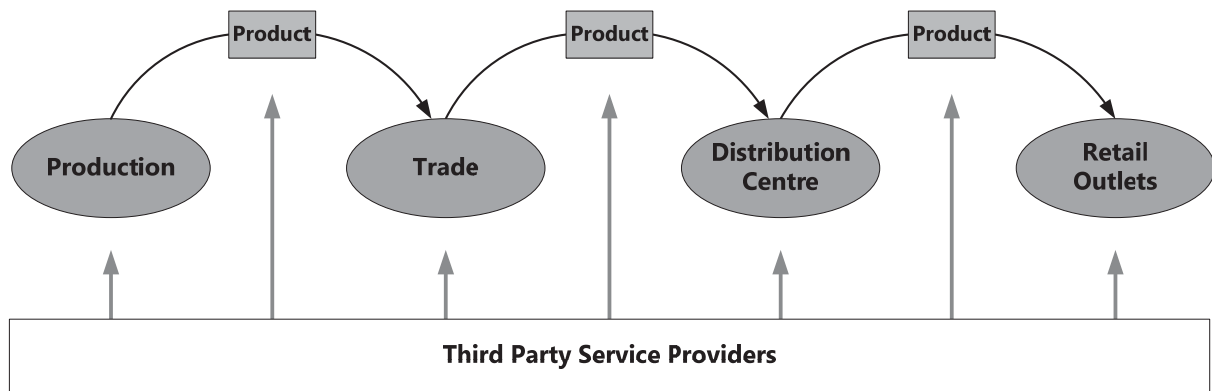 Product
Product
Product
Production
Trade
Distribution
Centre
Retail
Outlets
Third Party Service Providers